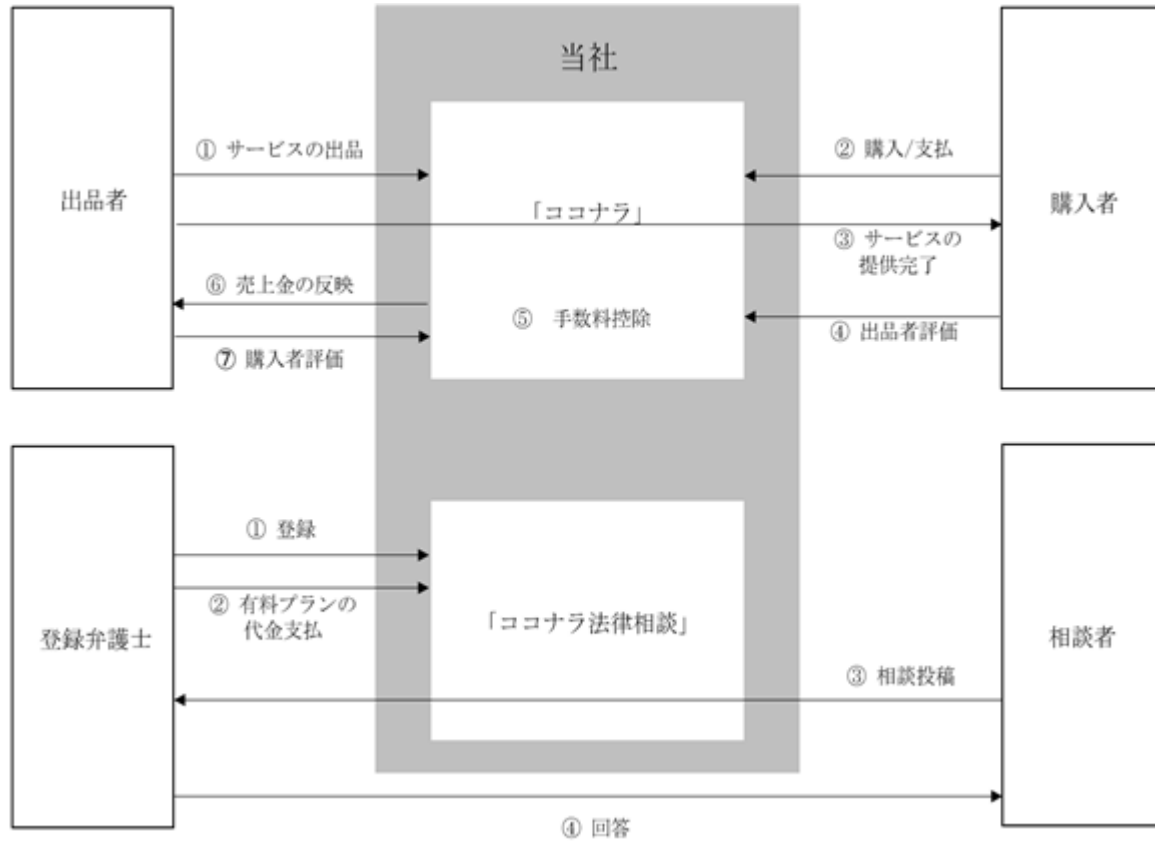 当社
出品者
① サービスの出品
② 購入/支払
購入者
「ココナラ」
③ サービスの
提供完了
⑥ 売上金の反映
⑤ 手数料控除
④ 出品者評価
⑦ 購入者評価
登録弁護士
① 登録
② 有料プランの
代金支払
「ココナラ法律相談」
相談者
③ 相談投稿
④ 回答